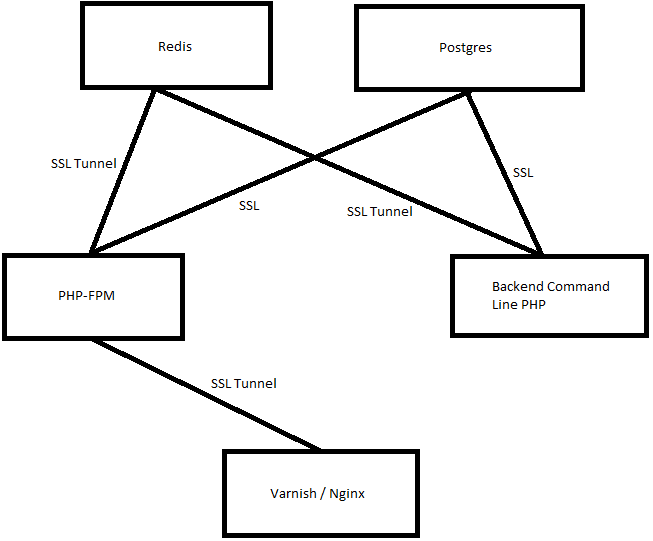 Redis
Postgres
SSL Tunnel
SSL
SSL Tunnel
SSL
PHP-FPM
Backend Command
Line PHP
SSL Tunnel
Varnish / Nginx